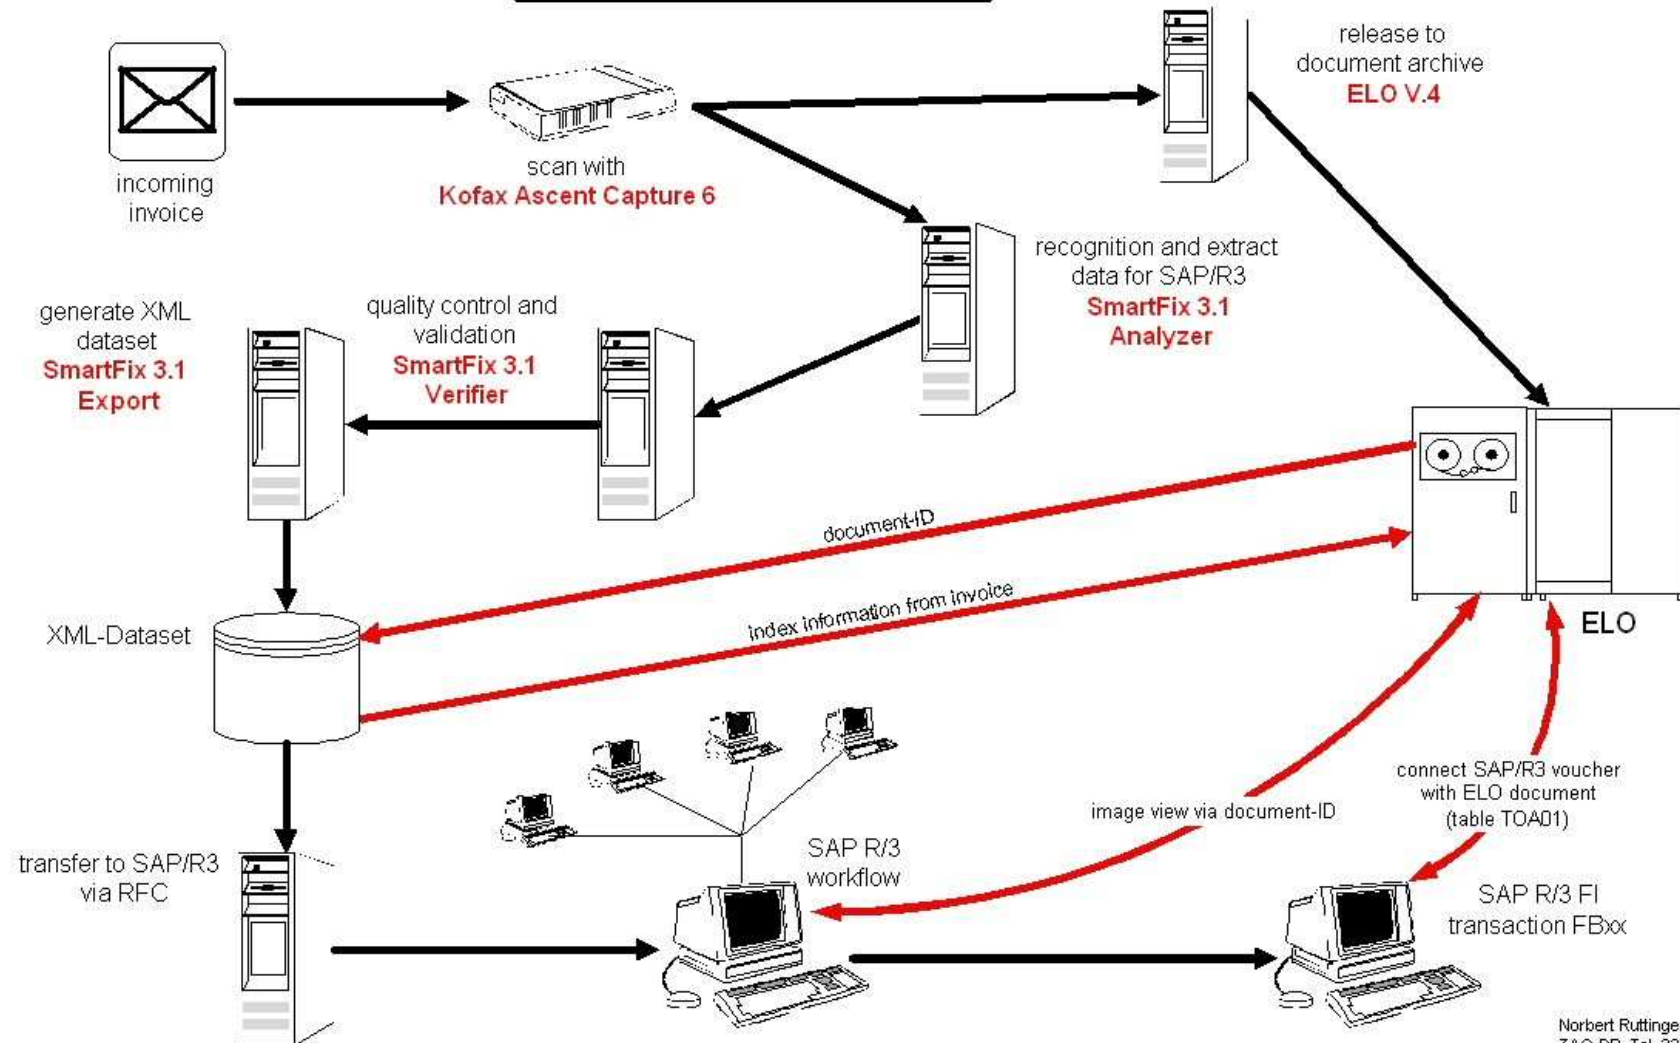 release to
document archive
ELO V.4
incoming
invoice
scan with
Kofax Ascent Capture 6
recognition and extract
data for SAP/R3
SmartFix 3.1
Analyzer
quality control and
validation
SmartFix 3.1
Verifier
generate XML
dataset
SmartFix 3.1
Export
document-ID
index information from invoice
ELO
XML-Dataset
connect SAP/R3 voucher
with ELO document
(table TOA01)
image view via document-ID
SAP R/3
workflow
transfer to SAP/R3
via RFC
SAP R/3 FI
transaction FBxx
Norbert Ruttinge